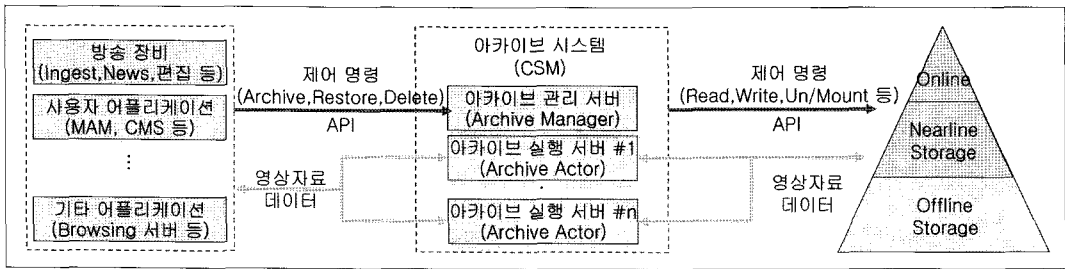 방송 장비
(Ingest,News,편집 등)
사용자 어플리케이션
(MAM, CMS 등)
⋮
기타 어플리케이션
(Browsing 서버 등)
제어 명령
(Archive,Restore,Delete)
API
영상자료
데이터
아카이브 시스템
(CSM)
아카이브 관리 서버
(Archive Manager)
아카이브 실행 서버 #1
(Archive Actor)
아카이브 실행 서버 #n
(Archive Actor)
제어 명령
(Read,Write,Un/Mount 등)
API
영상자료
데이터
Online
Nearline
Storage
Offline
Storage